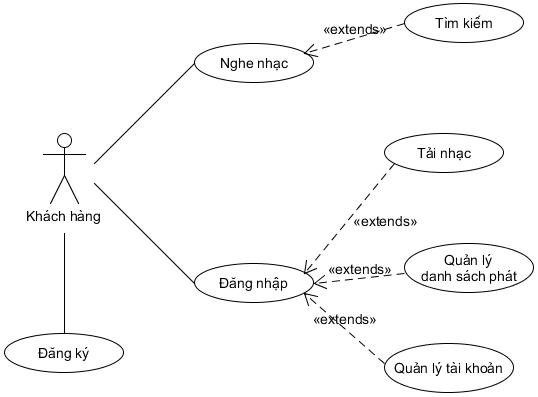 Tìm kiếm
«extends»
Nghe nhạc
Tải nhạc
Khách hàng
«extends»
Quản lý
danh sách phát
«extends»
Đăng nhập
«extends»
Đăng ký
Quản lý tài khoản